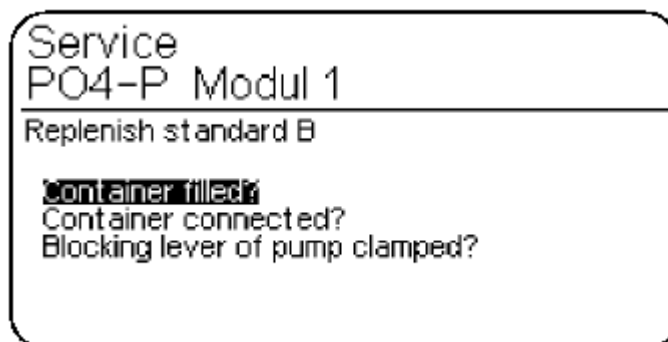 Service
PO4-P Modul 1
Replenish standard B
Container filled?
Container connected?
Blocking lever of pump clamped?